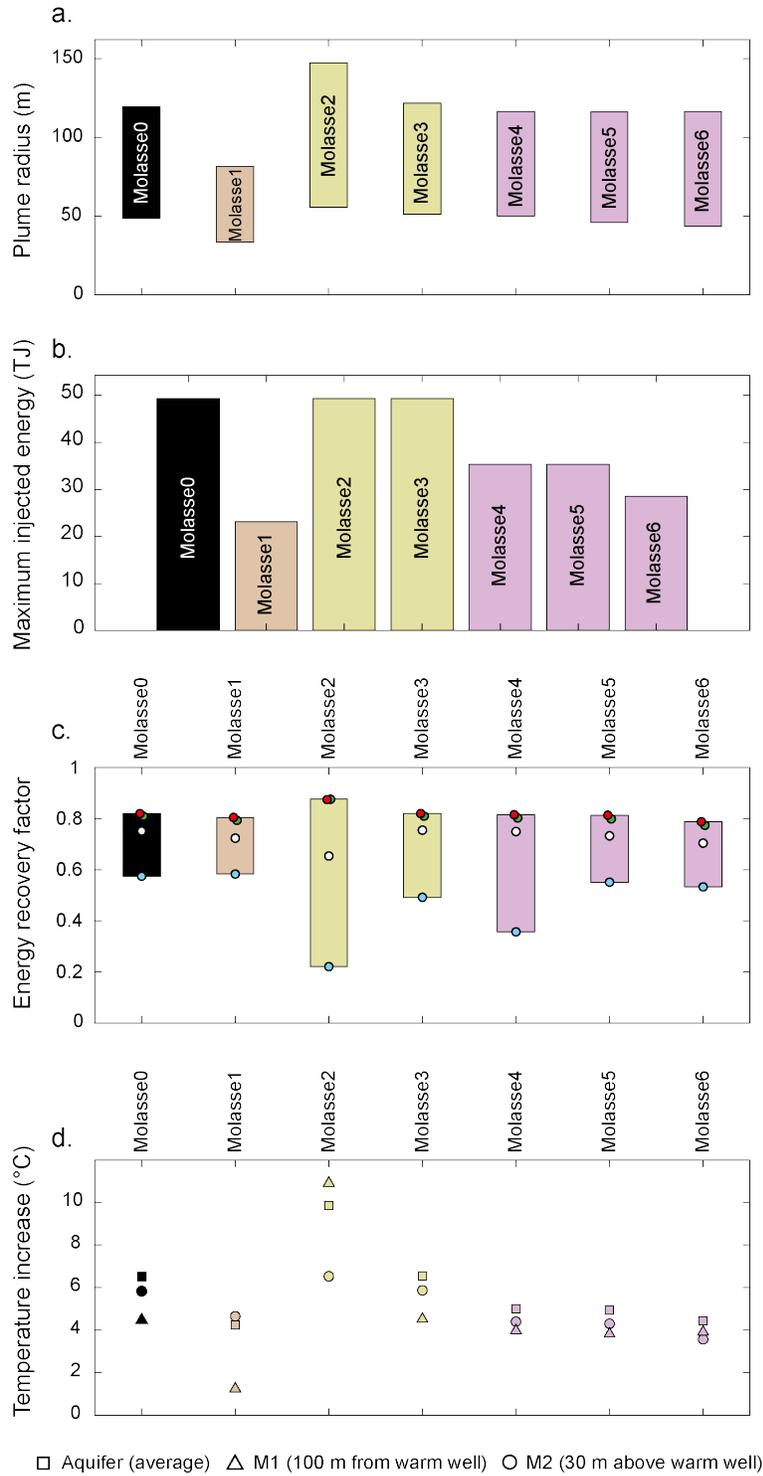 a.
Plume radius (m)
150
100
50
0
Molasse0
Molasse1
Molasse2
Molasse3
Molasse4
Molasse5
Molasse6
b.
Maximum injected energy (TJ)
50
40
30
20
10
0
Molasse0
Molasse1
Molasse2
Molasse3
Molasse4
Molasse5
Molasse6
c.
Molasse0
Molasse1
Molasse2
Molasse3
Molasse4
Molasse5
Molasse6
Energy recovery factor
1
0.8
0.6
0.4
0.2
0
d.
Molasse0
Molasse1
Molasse2
Molasse3
Molasse4
Molasse5
Molasse6
Temperature increase (°C)
10
8
6
4
2
0
Aquifer (average) M1 (100 m from warm well) M2 (30 m above warm well)